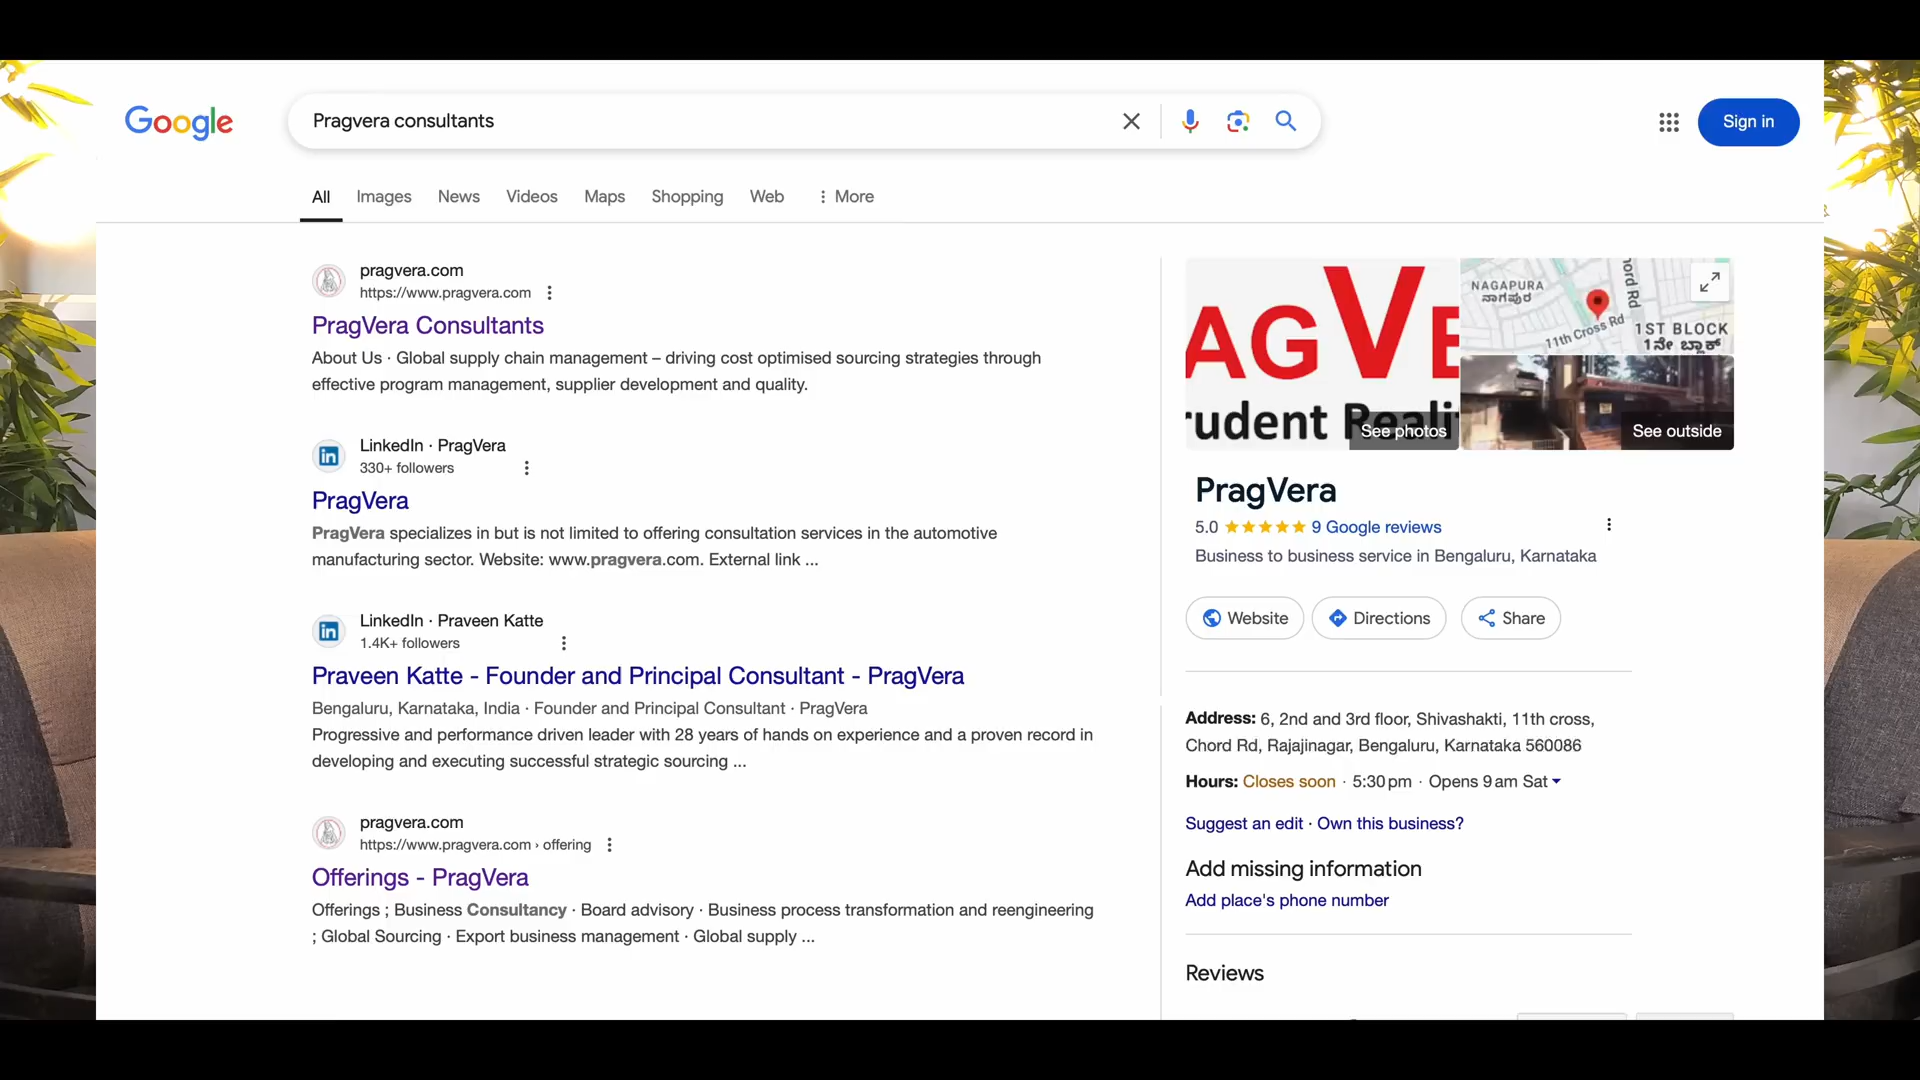 Google
Pragvera consultants
Sign in
All
Images
News
Videos
Maps
Shopping
Web
More
pragvera.com
https://www.pragvera.com
PragVera Consultants
About Us · Global supply chain management – driving cost optimised sourcing strategies through
effective program management, supplier development and quality.
LinkedIn · PragVera
330+ followers
PragVera
PragVera specializes in but is not limited to offering consultation services in the automotive
manufacturing sector. Website: www.pragvera.com. External link ...
LinkedIn · Praveen Katte
1.4K+ followers
Praveen Katte - Founder and Principal Consultant - PragVera
Bengaluru, Karnataka, India · Founder and Principal Consultant · PragVera
Progressive and performance driven leader with 28 years of hands on experience and a proven record in
developing and executing successful strategic sourcing ...
pragvera.com
https://www.pragvera.com › offering
Offerings - PragVera
Offerings ; Business Consultancy · Board advisory · Business process transformation and reengineering
; Global Sourcing · Export business management · Global supply ...
AGVE
rudent Reali
See photos
NAGAPURA
ನಾಗಪುರ
hord Rd
11th Cross Rd
1ST BLOCK
1ನೇ ಬ್ಲಾಕ್
See outside
PragVera
5.0 ★★★★★ 9 Google reviews
Business to business service in Bengaluru, Karnataka
Website
Directions
Share
Address: 6, 2nd and 3rd floor, Shivashakti, 11th cross,
Chord Rd, Rajajinagar, Bengaluru, Karnataka 560086
Hours: Closes soon · 5:30 pm · Opens 9 am Sat
Suggest an edit · Own this business?
Add missing information
Add place's phone number
Reviews